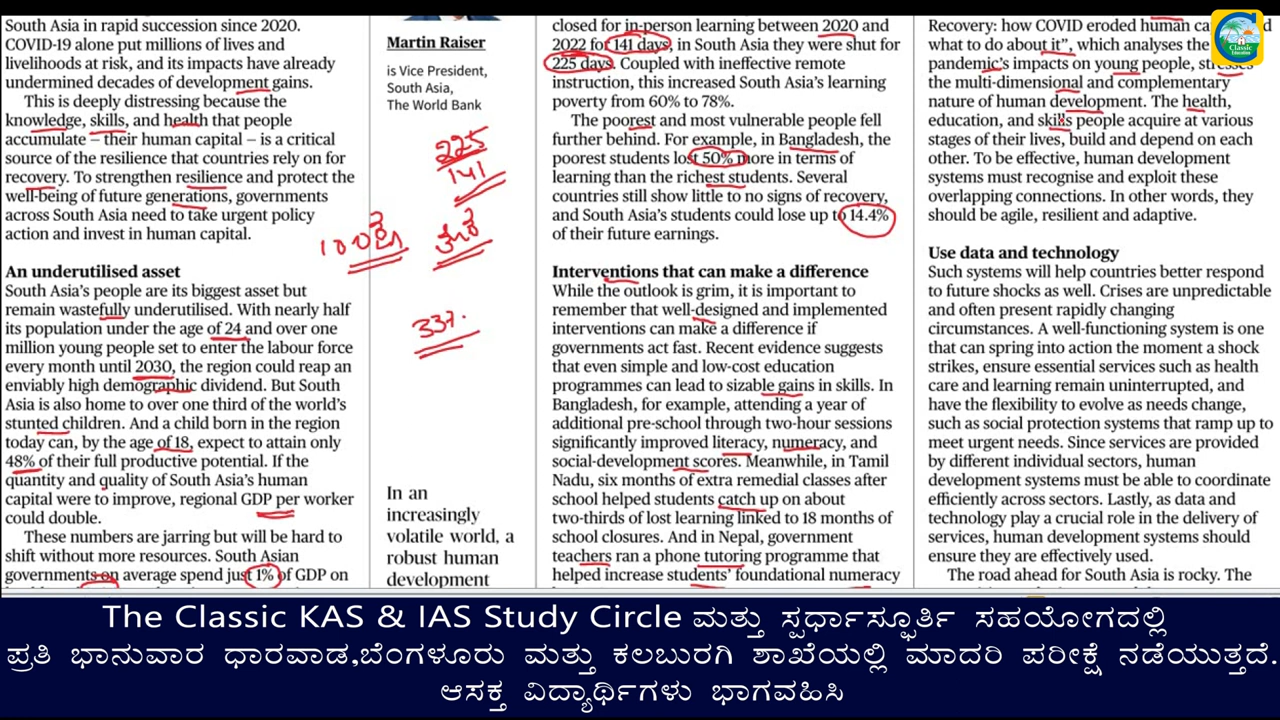 South Asia in rapid succession since 2020.
COVID-19 alone put millions of lives and
livelihoods at risk, and its impacts have already
undermined decades of development gains.
This is deeply distressing because the
knowledge, skills, and health that people
accumulate — their human capital — is a critical
source of the resilience that countries rely on for
recovery. To strengthen resilience and protect the
well-being of future generations, governments
across South Asia need to take urgent policy
action and invest in human capital.
An underutilised asset
South Asia's people are its biggest asset but
remain wastefully underutilised. With nearly half
its population under the age of 24 and over one
million young people set to enter the labour force
every month until 2030, the region could reap an
enviably high demographic dividend. But South
Asia is also home to over one third of the world's
stunted children. And a child born in the region
today can, by the age of 18, expect to attain only
48% of their full productive potential. If the
quantity and quality of South Asia's human
capital were to improve, regional GDP per worker
could double.
These numbers are jarring but will be hard to
shift without more resources. South Asian
governments on average spend just 1% of GDP on
Martin Raiser
is Vice President,
South Asia,
The World Bank
225
141
337.
In an
increasingly
volatile world, a
robust human
development
closed for in-person learning between 2020 and
2022 for 141 days, in South Asia they were shut for
225 days. Coupled with ineffective remote
instruction, this increased South Asia's learning
poverty from 60% to 78%.
The poorest and most vulnerable people fell
further behind. For example, in Bangladesh, the
poorest students lost 50% more in terms of
learning than the richest students. Several
countries still show little to no signs of recovery,
and South Asia's students could lose up to 14.4%
of their future earnings.
Interventions that can make a difference
While the outlook is grim, it is important to
remember that well-designed and implemented
interventions can make a difference if
governments act fast. Recent evidence suggests
that even simple and low-cost education
programmes can lead to sizable gains in skills. In
Bangladesh, for example, attending a year of
additional pre-school through two-hour sessions
significantly improved literacy, numeracy, and
social-development scores. Meanwhile, in Tamil
Nadu, six months of extra remedial classes after
school helped students catch up on about
two-thirds of lost learning linked to 18 months of
school closures. And in Nepal, government
teachers ran a phone tutoring programme that
helped increase students' foundational numeracy
Recovery: how COVID eroded human
what to do about it", which analyses the
pandemic's impacts on young people, stresses
the multi-dimensional and complementary
nature of human development. The health,
education, and skills people acquire at various
stages of their lives, build and depend on each
other. To be effective, human development
systems must recognise and exploit these
overlapping connections. In other words, they
should be agile, resilient and adaptive.
Use data and technology
Such systems will help countries better respond
to future shocks as well. Crises are unpredictable
and often present rapidly changing
circumstances. A well-functioning system is one
that can spring into action the moment a shock
strikes, ensure essential services such as health
care and learning remain uninterrupted, and
have the flexibility to evolve as needs change,
such as social protection systems that ramp up to
meet urgent needs. Since services are provided
by different individual sectors, human
development systems must be able to coordinate
efficiently across sectors. Lastly, as data and
technology play a crucial role in the delivery of
services, human development systems should
ensure they are effectively used.
The road ahead for South Asia is rocky. The
Classic
Education
The Classic KAS & IAS Study Circle ಮತ್ತು ಸ್ಪರ್ಧಾಸ್ಫೂರ್ತಿ ಸಹಯೋಗದಲ್ಲಿ
ಪ್ರತಿ ಭಾನುವಾರ ಧಾರವಾಡ,ಬೆಂಗಳೂರು ಮತ್ತು ಕಲಬುರಗಿ ಶಾಖೆಯಲ್ಲಿ ಮಾದರಿ ಪರೀಕ್ಷೆ ನಡೆಯುತ್ತದೆ.
ಆಸಕ್ತ ವಿದ್ಯಾರ್ಥಿಗಳು ಭಾಗವಹಿಸಿ